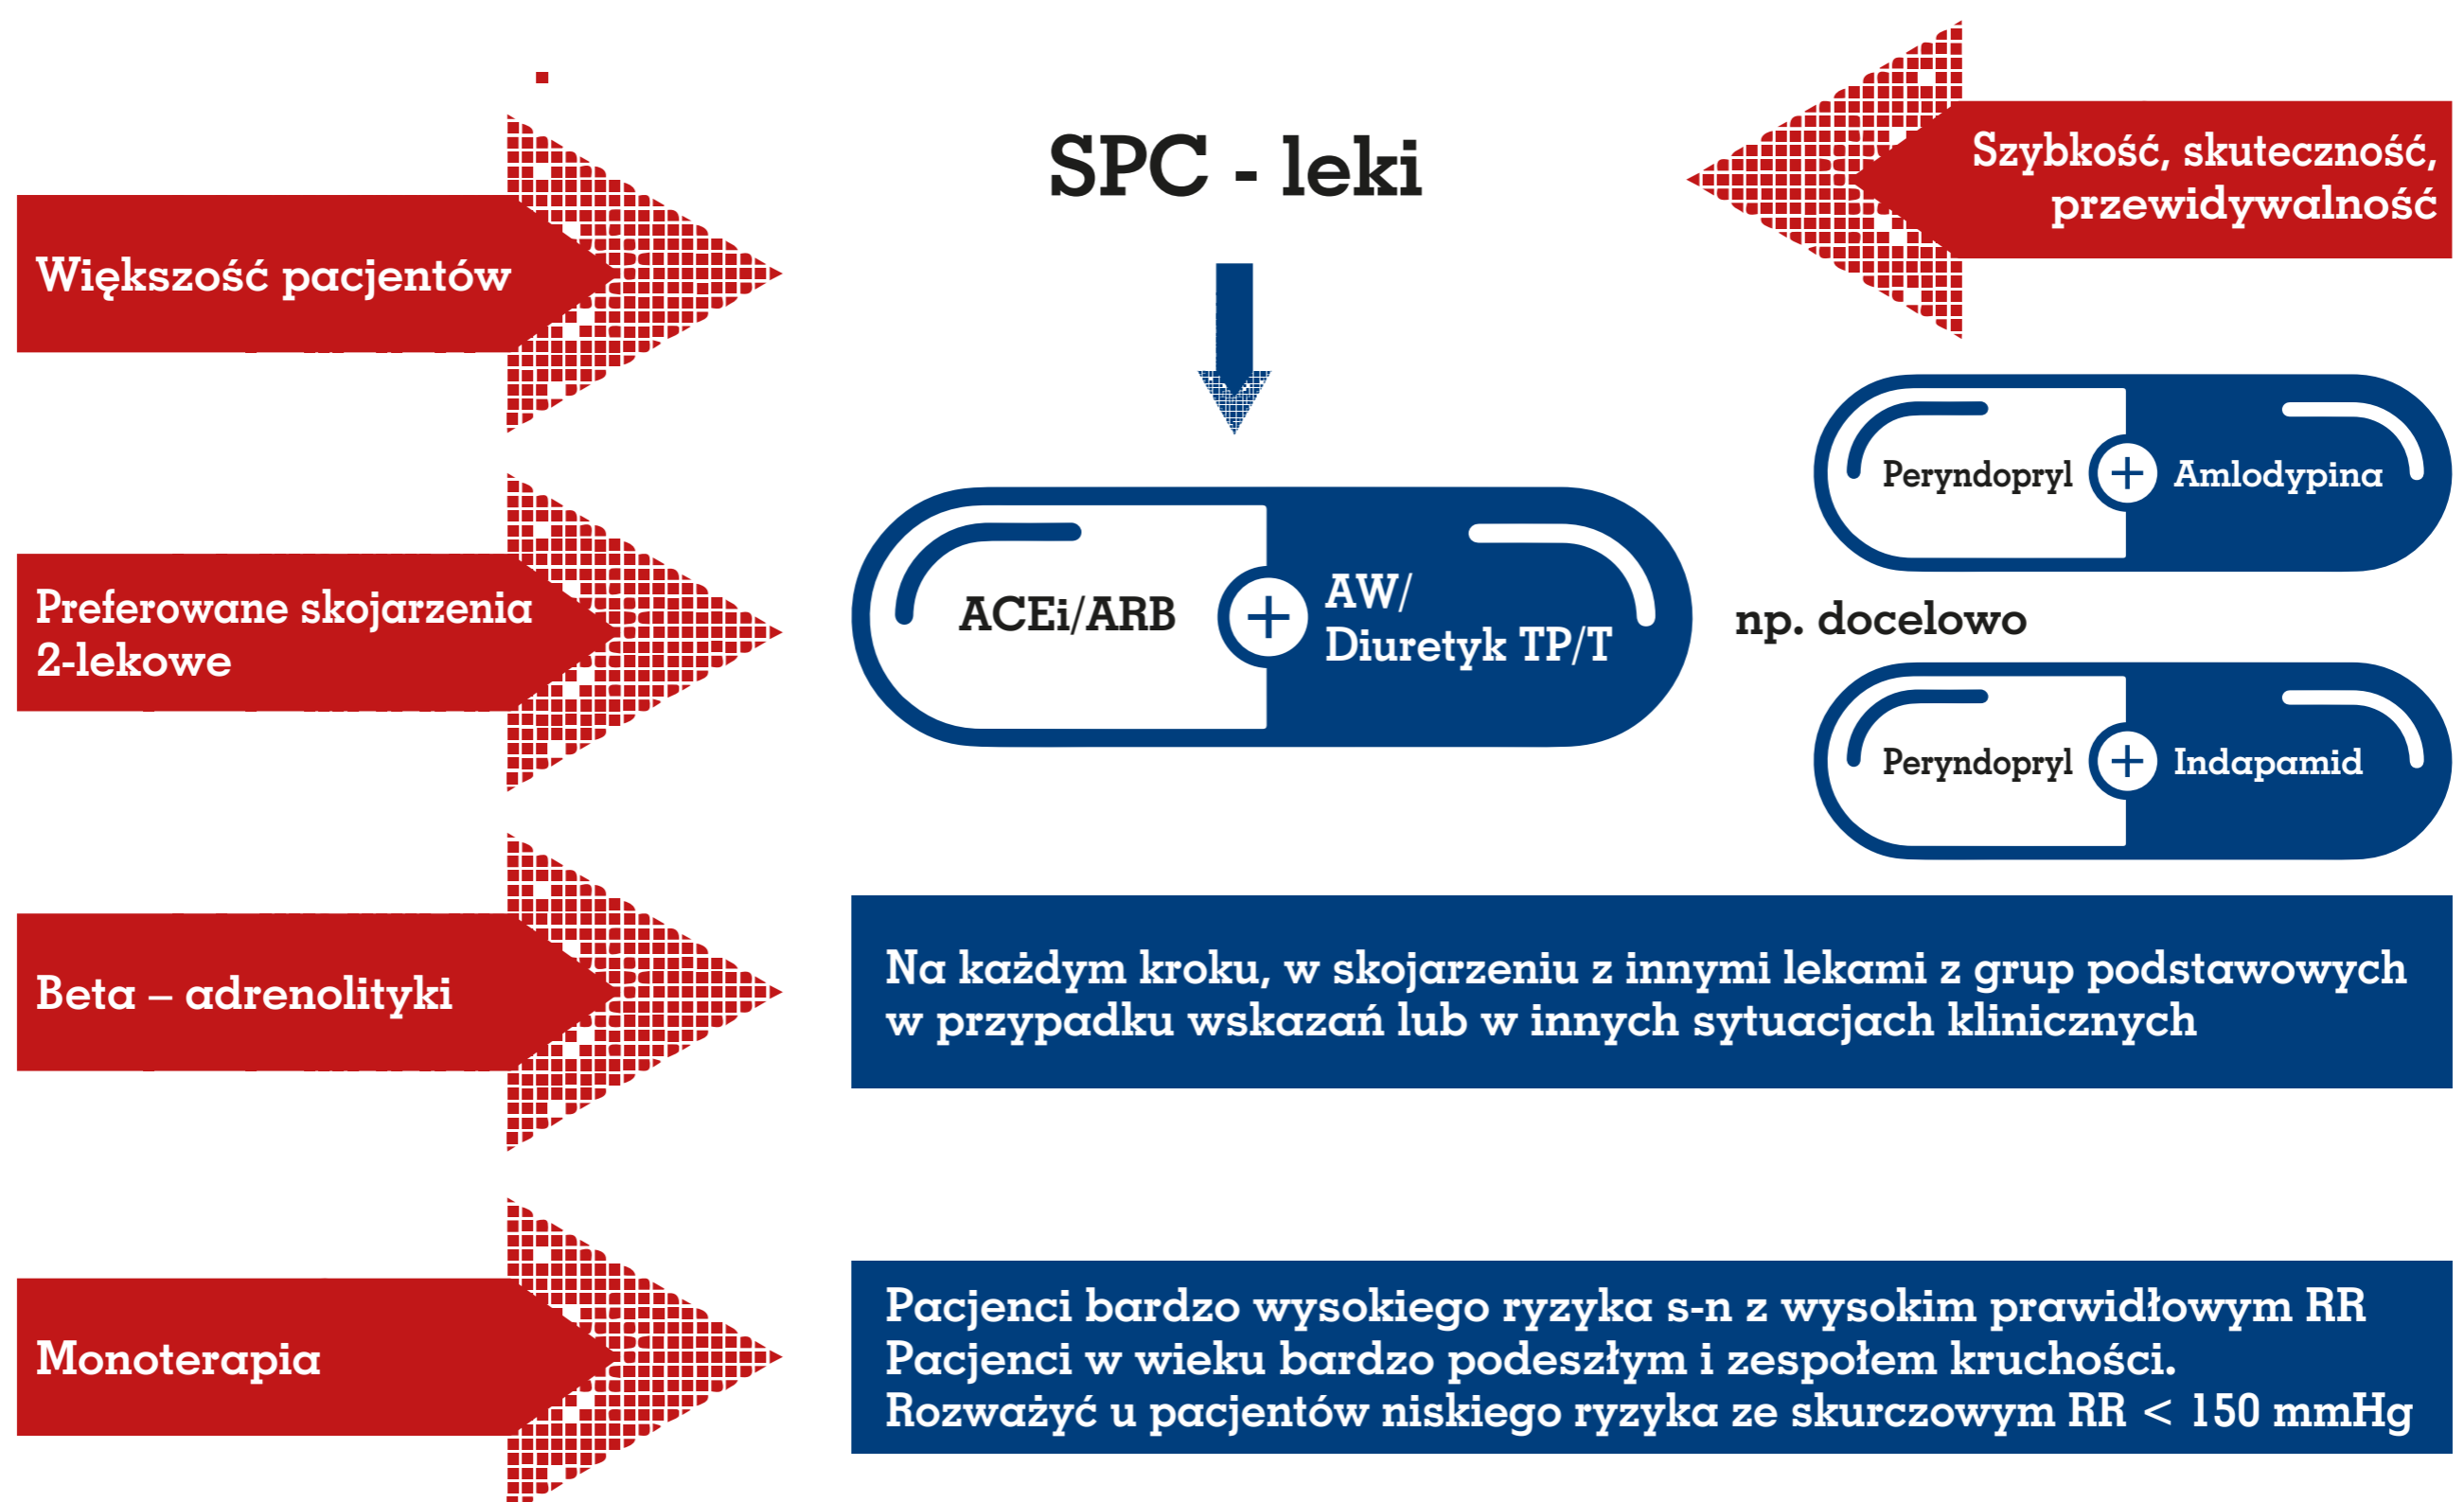 SPC - leki
Szybkość, skuteczność,
przewidywalność
Większość pacjentów
Preferowane skojarzenia
2-lekowe
ACEi/ARB
+
AW/
Diuretyk TP/T
np. docelowo
Peryndopryl + Amlodypina
Peryndopryl + Indapamid
Beta – adrenolityki
Na każdym kroku, w skojarzeniu z innymi lekami z grup podstawowych
w przypadku wskazań lub w innych sytuacjach klinicznych
Monoterapia
Pacjenci bardzo wysokiego ryzyka s-n z wysokim prawidłowym RR
Pacjenci w wieku bardzo podeszłym i zespołem kruchości.
Rozważyć u pacjentów niskiego ryzyka ze skurczowym RR < 150 mmHg